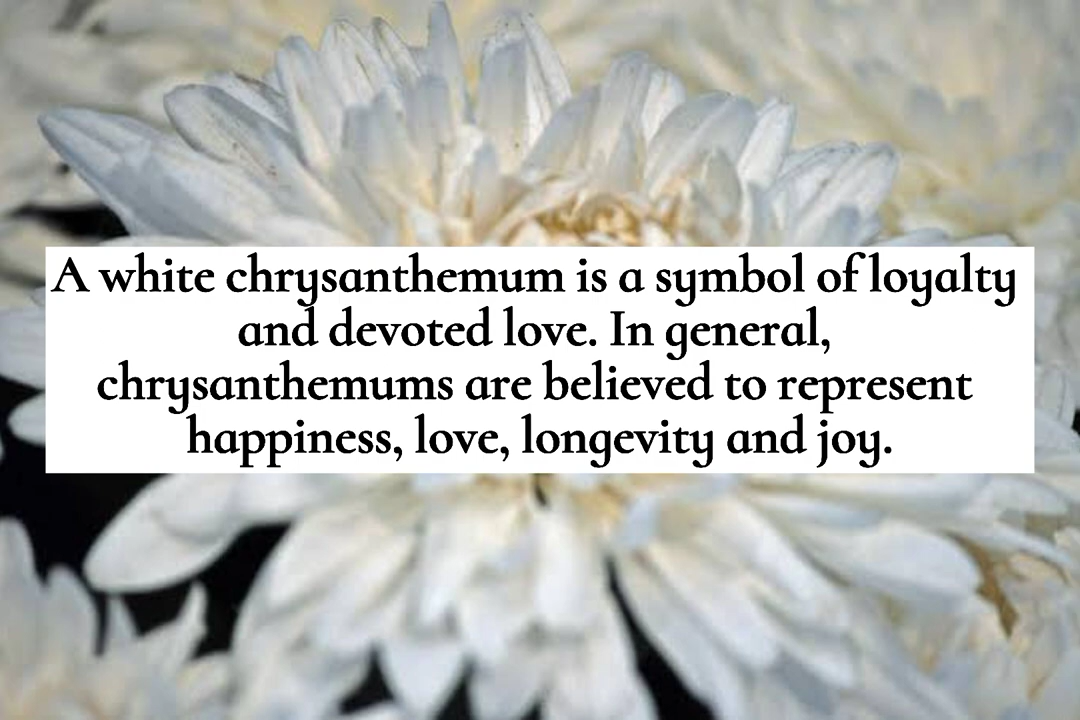 A white chrysanthemum is a symbol of loyalty
and devoted love. In general,
chrysanthemums are believed to represent
happiness, love, longevity and joy.